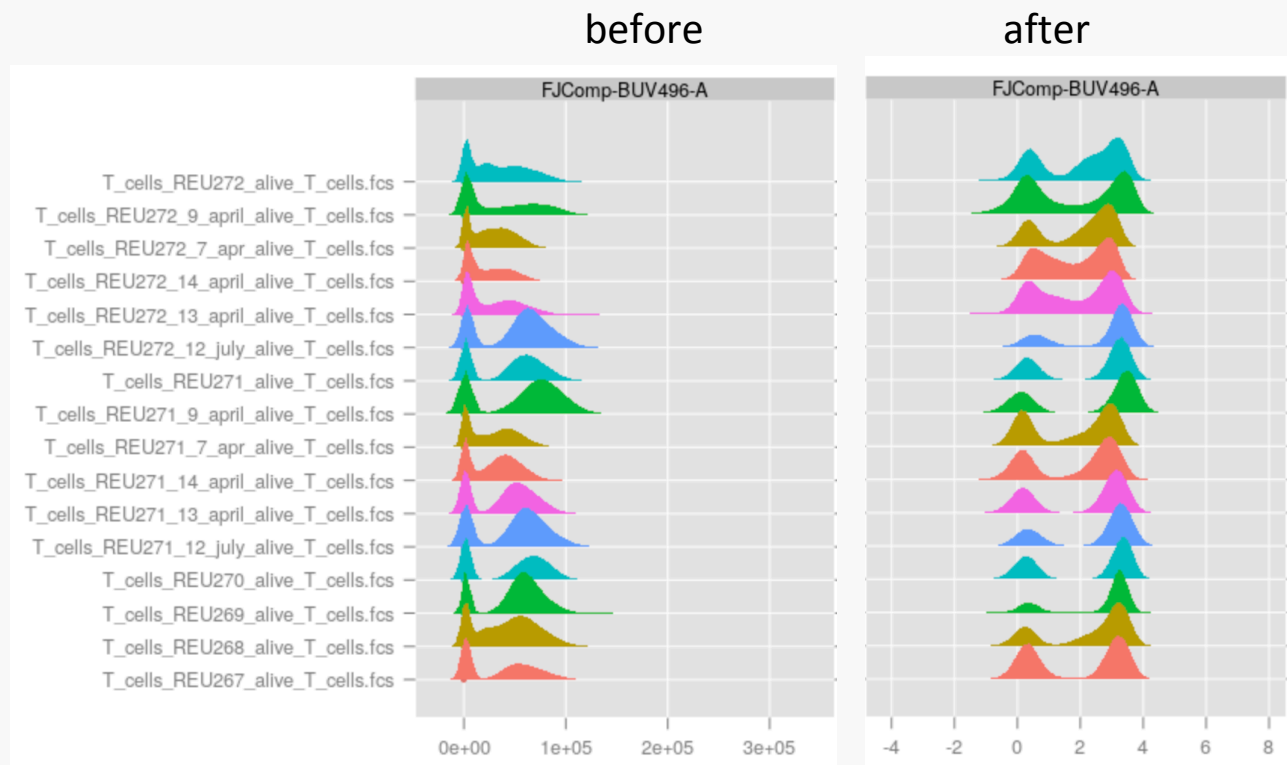 before after
FJComp-BUV496-A FJComp-BUV496-A
T_cells_REU272_alive_T_cells.fcs
T_cells_REU272_9_april_alive_T_cells.fcs
T_cells_REU272_7_apr_alive_T_cells.fcs
T_cells_REU272_14_april_alive_T_cells.fcs
T_cells_REU272_13_april_alive_T_cells.fcs
T_cells_REU272_12_july_alive_T_cells.fcs
T_cells_REU271_alive_T_cells.fcs
T_cells_REU271_9_april_alive_T_cells.fcs
T_cells_REU271_7_apr_alive_T_cells.fcs
T_cells_REU271_14_april_alive_T_cells.fcs
T_cells_REU271_13_april_alive_T_cells.fcs
T_cells_REU271_12_july_alive_T_cells.fcs
T_cells_REU270_alive_T_cells.fcs
T_cells_REU269_alive_T_cells.fcs
T_cells_REU268_alive_T_cells.fcs
T_cells_REU267_alive_T_cells.fcs
0e+00 1e+05 2e+05 3e+05 -4 -2 0 2 4 6 8